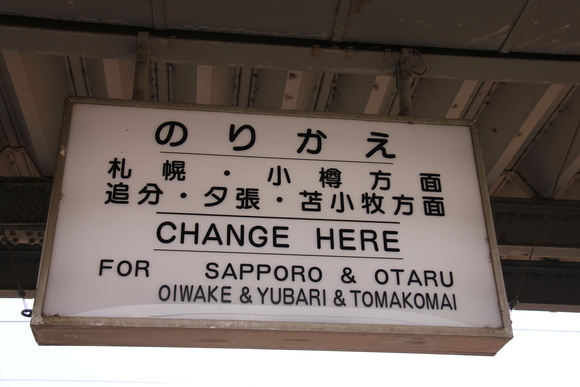 のりかえ
札幌・小樽方面
追分・夕張・苫小牧方面
CHANGE HERE
FOR SAPPORO & OTARU
OIWAKE & YUBARI & TOMAKOMAI